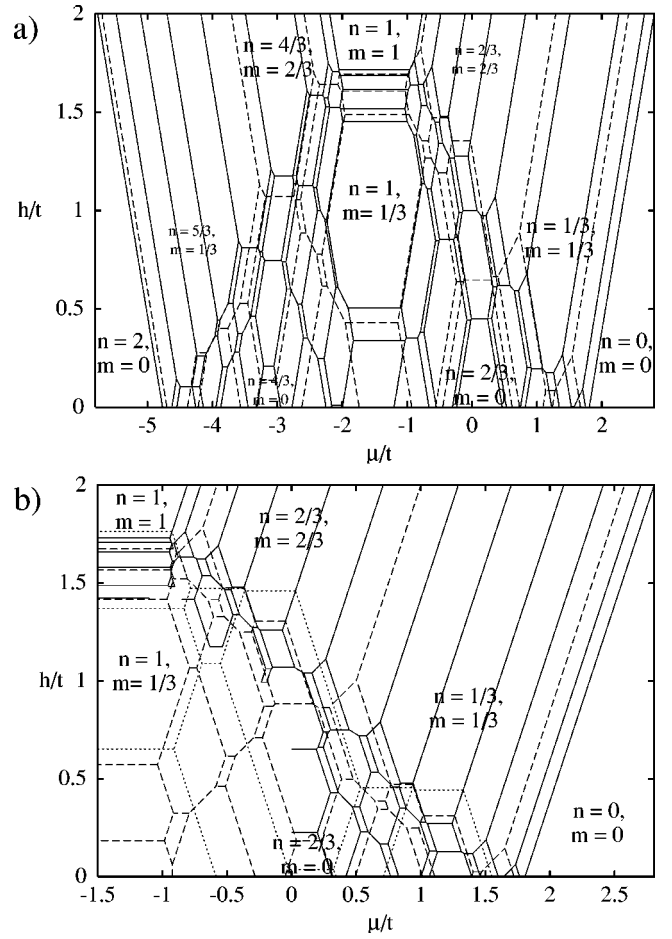 a)
2
1.5
1
0.5
0
h/t
n = 4/3,
m = 2/3
n = 1,
m = 1
n = 2/3,
m = 2/3
n = 1,
m= 1/3
n = 5/3,
m = 1/3
n = 1/3,
m = 1/3
n = 2,
m = 0
n = 4/3,
m = 0
n = 2/3,
m = 0
n = 0,
m = 0
-5 -4 -3 -2 -1 0 1 2
μ/t
b)
2
1.5
1
0.5
0
h/t
n = 1,
m = 1
n = 2/3,
m = 2/3
n = 1,
m= 1/3
n = 1/3,
m = 1/3
n = 2/3,
m = 0
n = 0,
m = 0
-1.5 -1 -0.5 0 0.5 1 1.5 2 2.5
μ/t